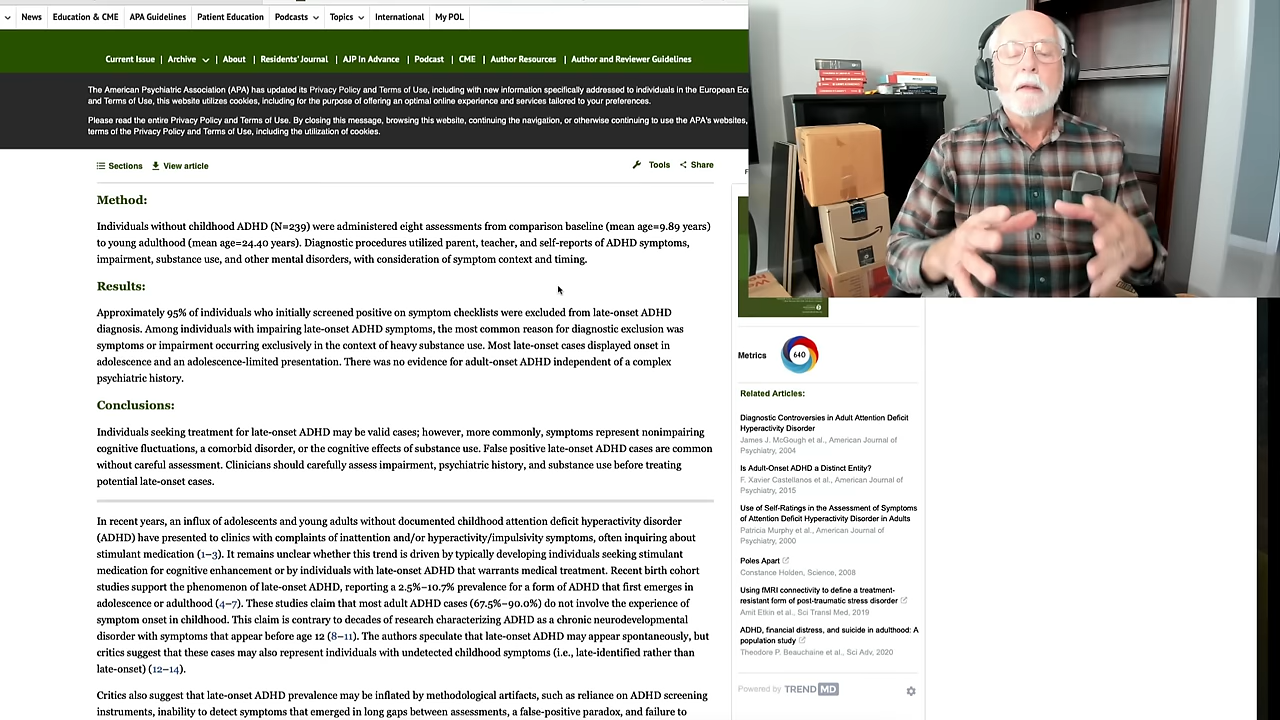 News
Education & CME
APA Guidelines
Patient Education
Podcasts
Topics
International
My POL
Current Issue
Archive
About
Residents' Journal
AJP In Advance
Podcast
CME
Author Resources
Author and Reviewer Guidelines
The American Psychiatric Association (APA) has updated its Privacy Policy and Terms of Use, including with new information specifically addressed to individuals in the European Eco
and Terms of Use, this website utilizes cookies, including for the purpose of offering an optimal online experience and services tailored to your preferences.
Please read the entire Privacy Policy and Terms of Use. By closing this message, browsing this website, continuing the navigation, or otherwise continuing to use the APA's websites,
terms of the Privacy Policy and Terms of Use, including the utilization of cookies.
Sections
View article
Tools
Share
Method:
Individuals without childhood ADHD (N=239) were administered eight assessments from comparison baseline (mean age=9.89 years)
to young adulthood (mean age=24.40 years). Diagnostic procedures utilized parent, teacher, and self-reports of ADHD symptoms,
impairment, substance use, and other mental disorders, with consideration of symptom context and timing.
Results:
Approximately 95% of individuals who initially screened positive on symptom checklists were excluded from late-onset ADHD
diagnosis. Among individuals with impairing late-onset ADHD symptoms, the most common reason for diagnostic exclusion was
symptoms or impairment occurring exclusively in the context of heavy substance use. Most late-onset cases displayed onset in
adolescence and an adolescence-limited presentation. There was no evidence for adult-onset ADHD independent of a complex
psychiatric history.
Conclusions:
Individuals seeking treatment for late-onset ADHD may be valid cases; however, more commonly, symptoms represent nonimpairing
cognitive fluctuations, a comorbid disorder, or the cognitive effects of substance use. False positive late-onset ADHD cases are common
without careful assessment. Clinicians should carefully assess impairment, psychiatric history, and substance use before treating
potential late-onset cases.
In recent years, an influx of adolescents and young adults without documented childhood attention deficit hyperactivity disorder
(ADHD) have presented to clinics with complaints of inattention and/or hyperactivity/impulsivity symptoms, often inquiring about
stimulant medication (1–3). It remains unclear whether this trend is driven by typically developing individuals seeking stimulant
medication for cognitive enhancement or by individuals with late-onset ADHD that warrants medical treatment. Recent birth cohort
studies support the phenomenon of late-onset ADHD, reporting a 2.5%–10.7% prevalence for a form of ADHD that first emerges in
adolescence or adulthood (4–7). These studies claim that most adult ADHD cases (67.5%–90.0%) do not involve the experience of
symptom onset in childhood. This claim is contrary to decades of research characterizing ADHD as a chronic neurodevelopmental
disorder with symptoms that appear before age 12 (8–11). The authors speculate that late-onset ADHD may appear spontaneously, but
critics suggest that these cases may also represent individuals with undetected childhood symptoms (i.e., late-identified rather than
late-onset) (12–14).
Critics also suggest that late-onset ADHD prevalence may be inflated by methodological artifacts, such as reliance on ADHD screening
instruments, inability to detect symptoms that emerged in long gaps between assessments, a false-positive paradox, and failure to
Metrics
640
Related Articles:
Diagnostic Controversies in Adult Attention Deficit
Hyperactivity Disorder
James J. McGough et al., American Journal of
Psychiatry, 2004
Is Adult-Onset ADHD a Distinct Entity?
F. Xavier Castellanos et al., American Journal of
Psychiatry, 2015
Use of Self-Ratings in the Assessment of Symptoms
of Attention Deficit Hyperactivity Disorder in Adults
Patricia Murphy et al., American Journal of
Psychiatry, 2000
Poles Apart
Constance Holden, Science, 2008
Using fMRI connectivity to define a treatment-
resistant form of post-traumatic stress disorder
Amit Etkin et al., Sci Transl Med, 2019
ADHD, financial distress, and suicide in adulthood: A
population study
Theodore P. Beauchaine et al., Sci Adv, 2020
Powered by TREND MD